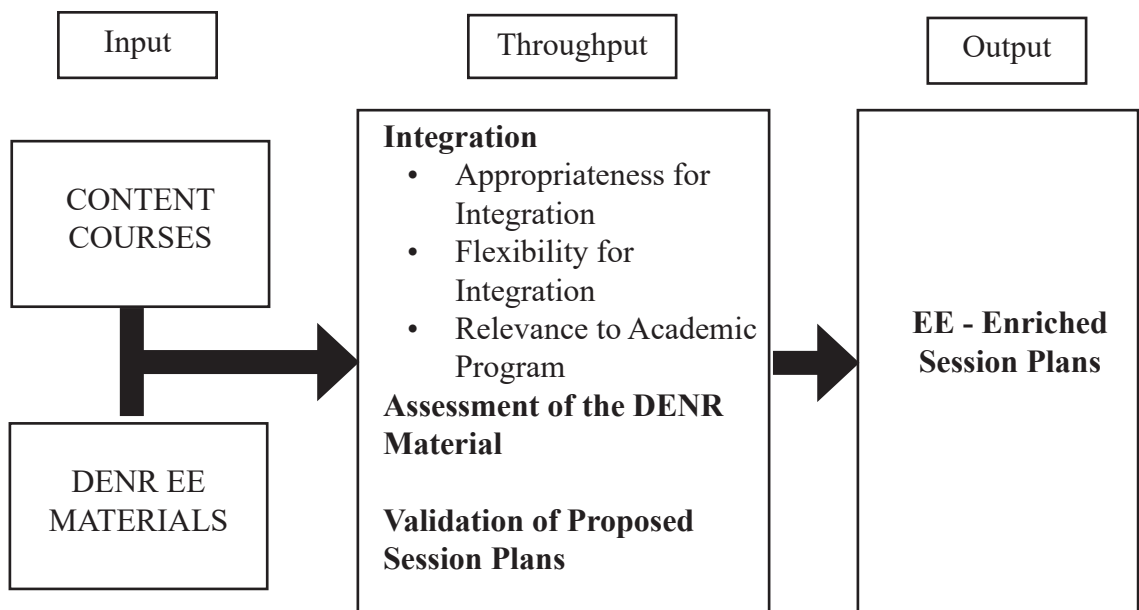 Input
Throughput
Output
CONTENT
COURSES
DENR EE
MATERIALS
Integration
• Appropriateness for
Integration
• Flexibility for
Integration
• Relevance to Academic
Program
Assessment of the DENR
Material
Validation of Proposed
Session Plans
EE - Enriched
Session Plans